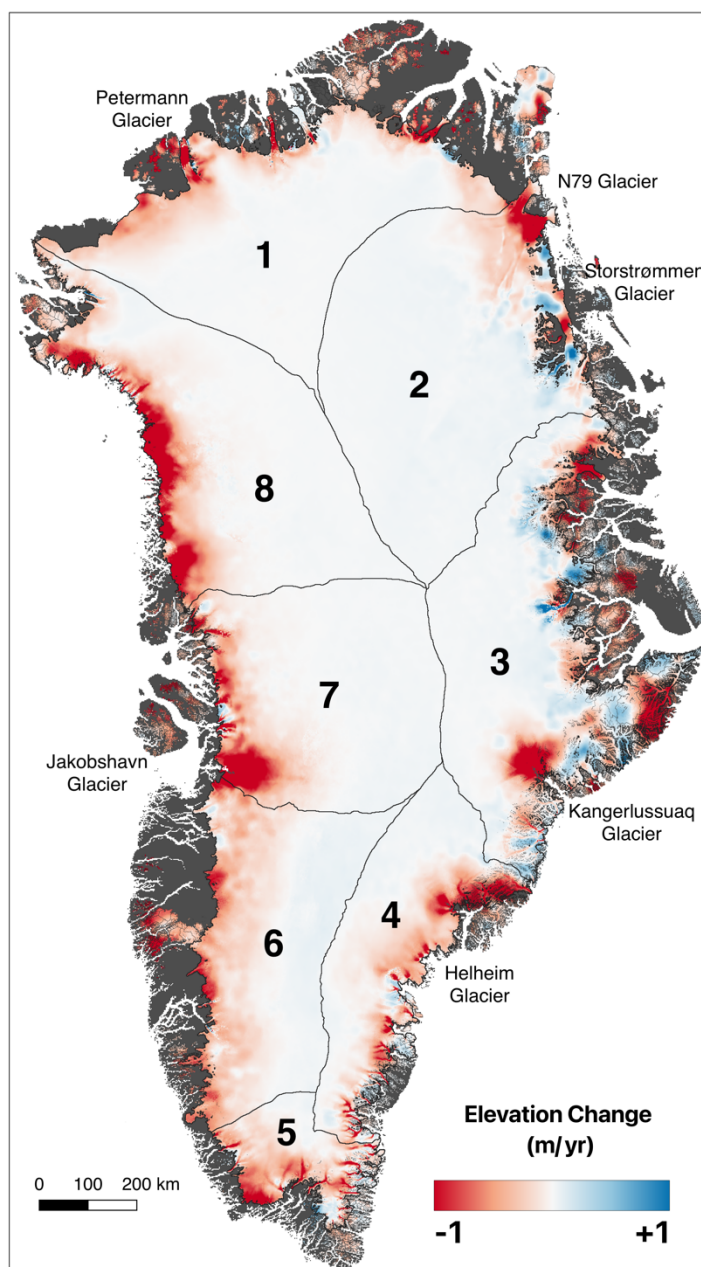 Petermann
Glacier
N79 Glacier
1
Storstrømmen
Glacier
2
8
3
7
Jakobshavn
Glacier
Kangerlussuaq
Glacier
4
6
Helheim
Glacier
5
Elevation Change
(m/yr)
0 100 200 km
-1 +1